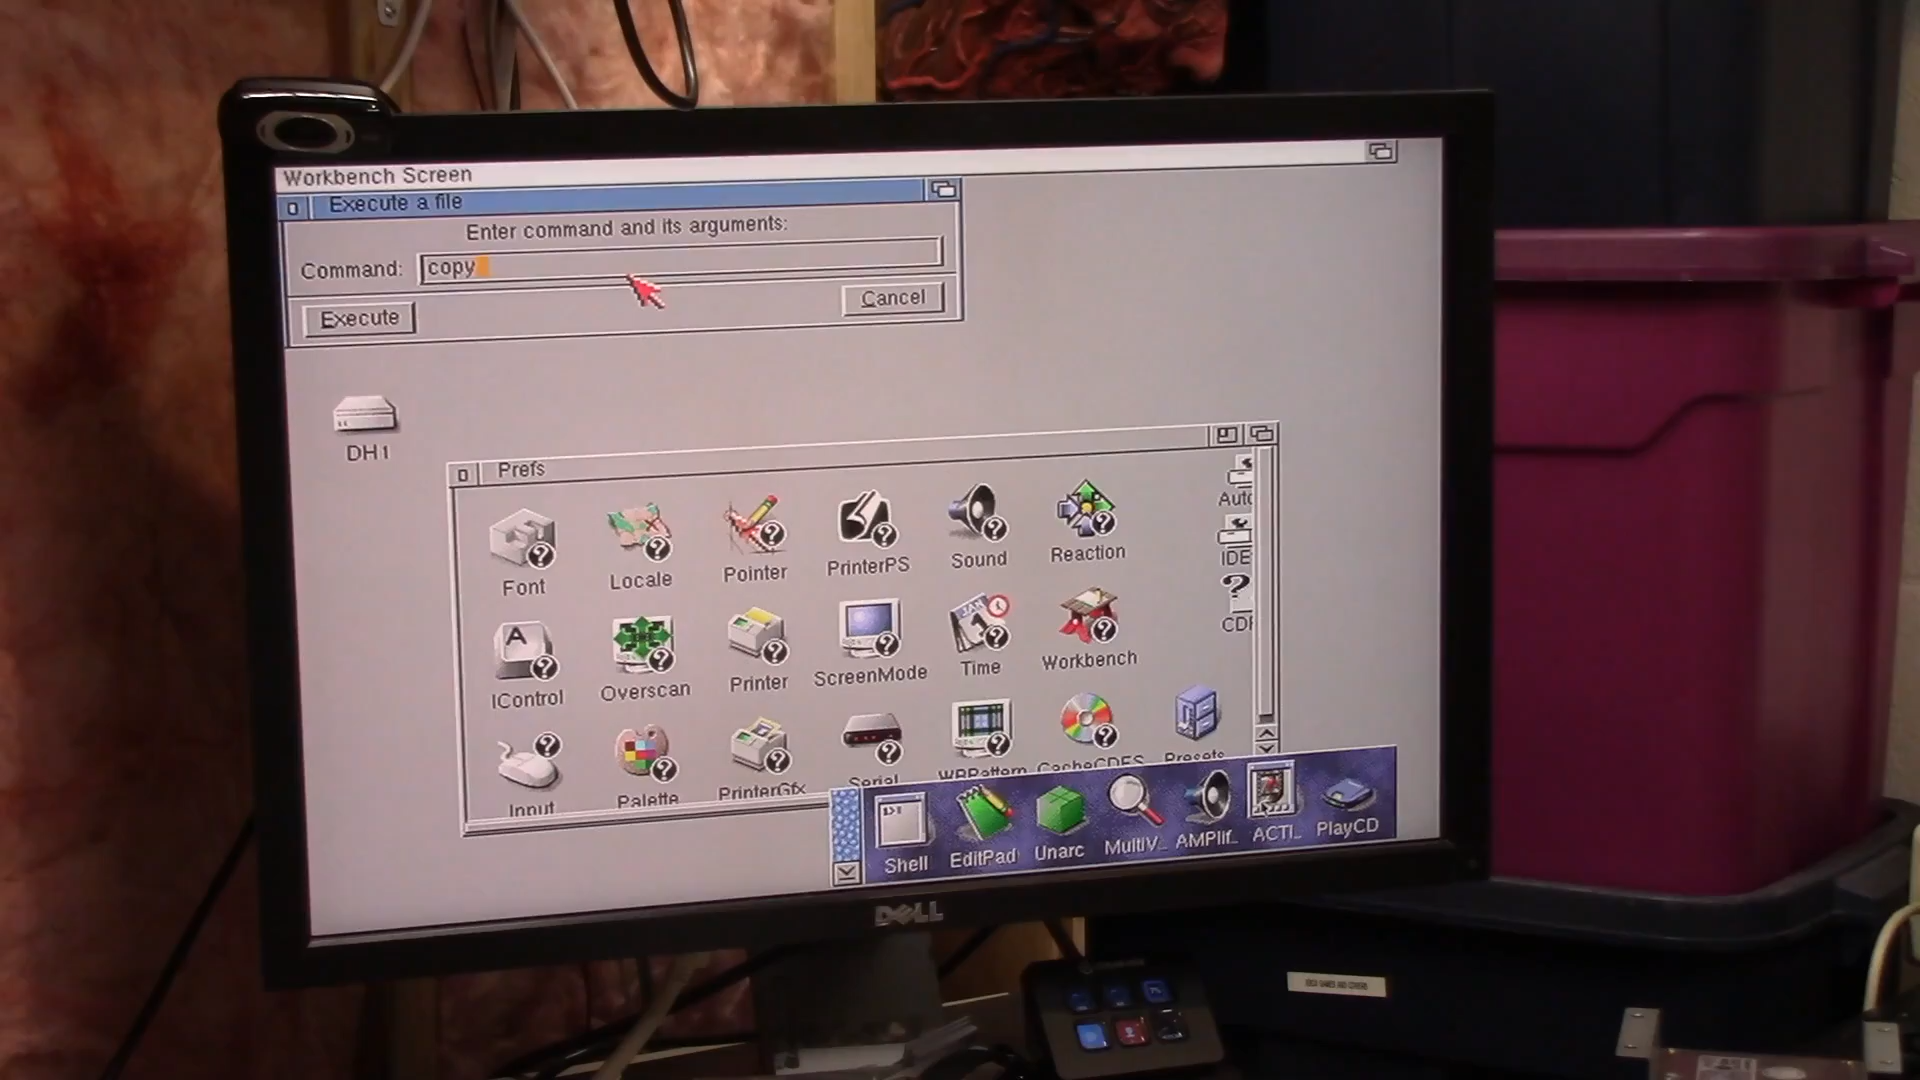 Workbench Screen
Execute a file
Enter command and its arguments:
Command: copy
Execute
Cancel
DH1
Prefs
Font
Locale
Pointer
PrinterPS
Sound
Reaction
Auto
IDE
CDF
IControl
Overscan
Printer
ScreenMode
Time
Workbench
Input
Palette
PrinterGfx
Serial
WBPattern
CacheCDFS
Presets
Shell
EditPad
Unarc
MultiV...
AMPlif...
ACTI...
PlayCD
DELL